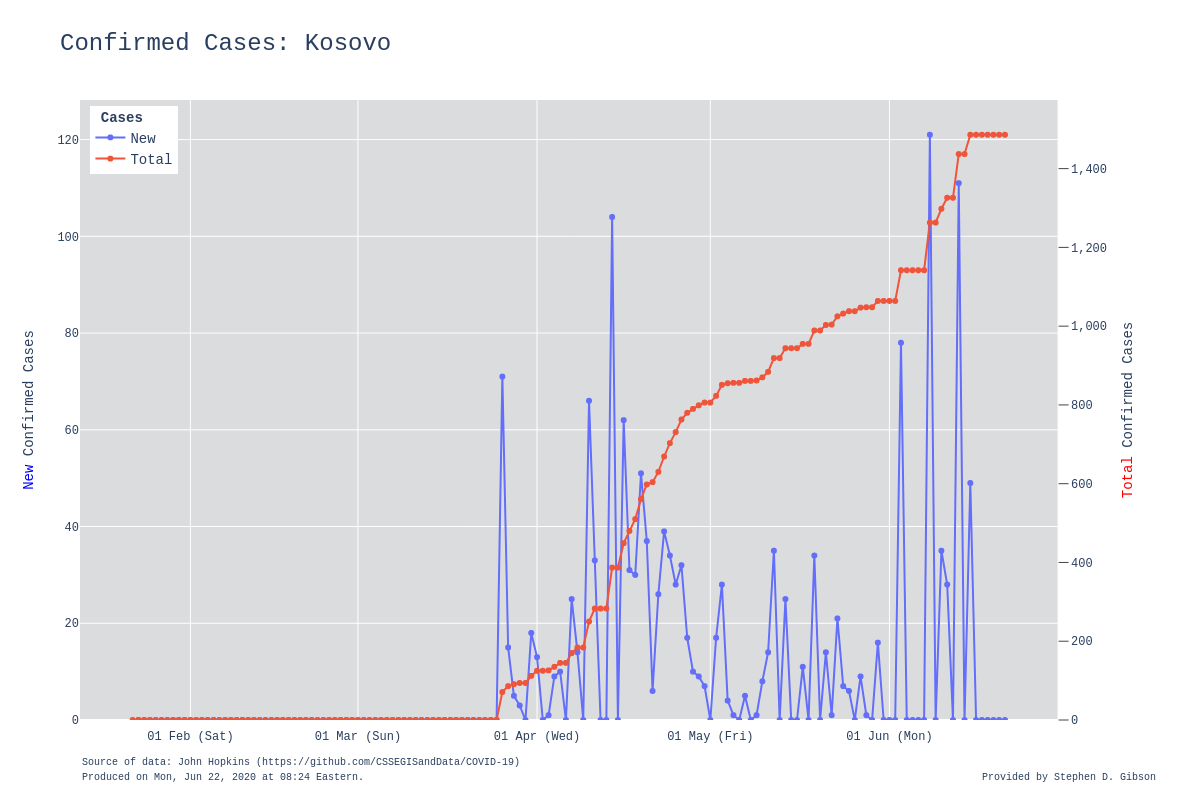 Confirmed Cases: Kosovo
Cases
New
Total
120
100
80
60
40
20
0
New Confirmed Cases
1,400
1,200
1,000
800
600
400
200
0
Total Confirmed Cases
01 Feb (Sat)
01 Mar (Sun)
01 Apr (Wed)
01 May (Fri)
01 Jun (Mon)
Source of data: John Hopkins (https://github.com/CSSEGISandData/COVID-19)
Produced on Mon, Jun 22, 2020 at 08:24 Eastern.
Provided by Stephen D. Gibson